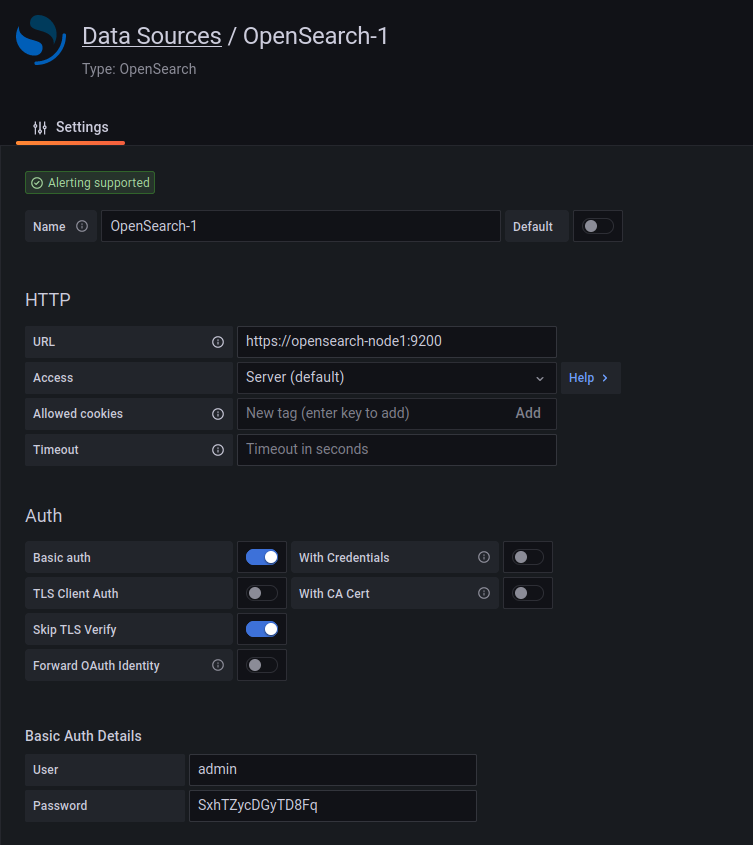 Data Sources / OpenSearch-1
Type: OpenSearch
Settings
Alerting supported
Name OpenSearch-1 Default
HTTP
URL https://opensearch-node1:9200
Access Server (default) Help
Allowed cookies New tag (enter key to add) Add
Timeout Timeout in seconds
Auth
Basic auth With Credentials
TLS Client Auth With CA Cert
Skip TLS Verify
Forward OAuth Identity
Basic Auth Details
User admin
Password SxhTZycDGyTD8Fq